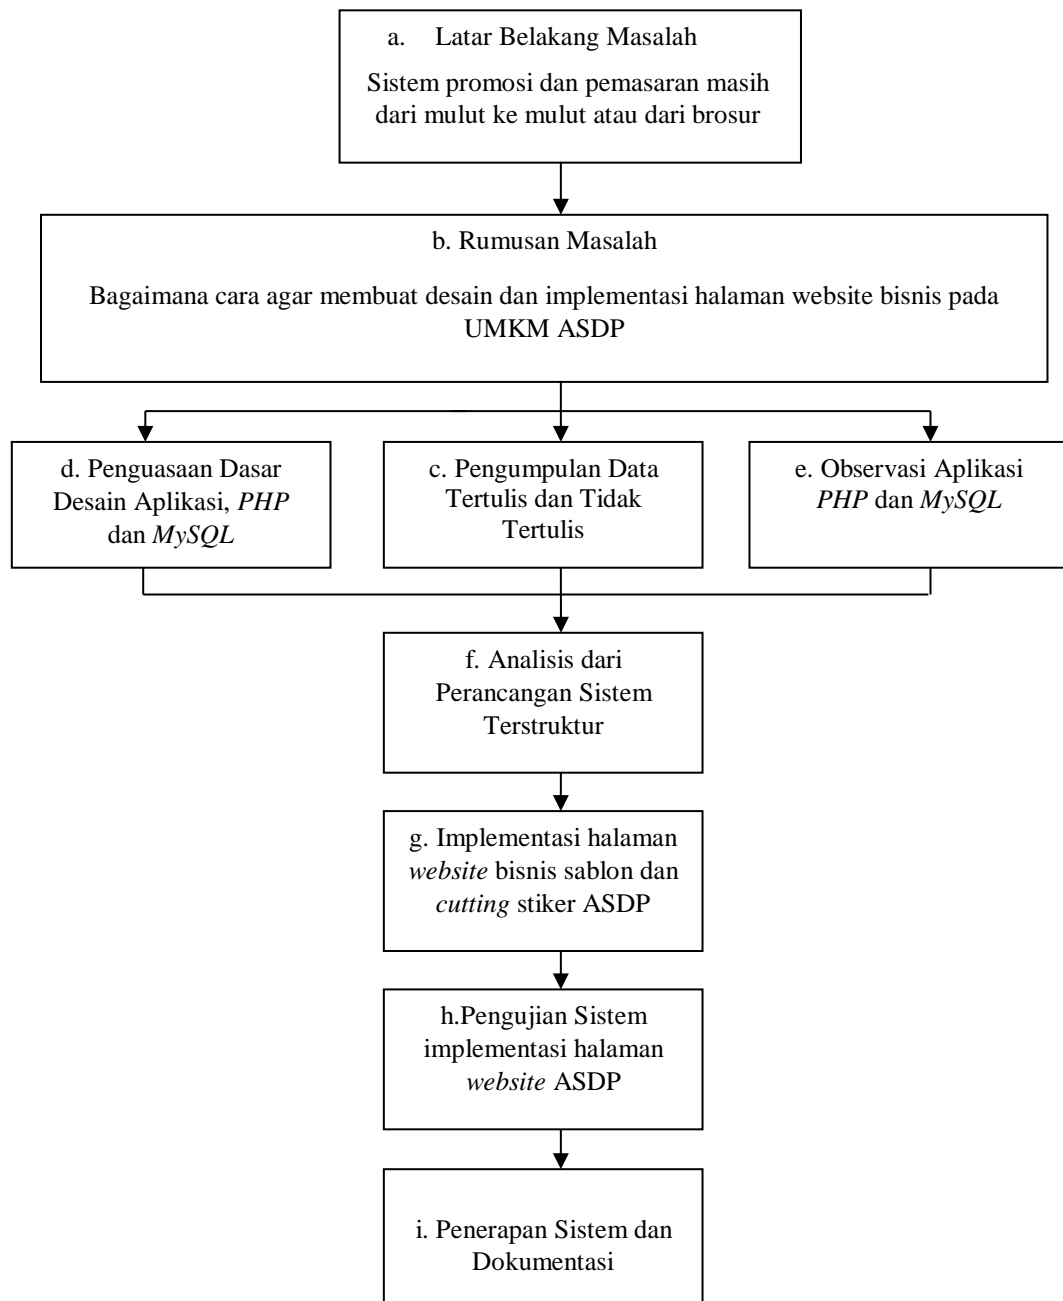 a. Latar Belakang Masalah
Sistem promosi dan pemasaran masih
dari mulut ke mulut atau dari brosur
b. Rumusan Masalah
Bagaimana cara agar membuat desain dan implementasi halaman website bisnis pada
UMKM ASDP
d. Penguasaan Dasar
Desain Aplikasi, PHP
dan MySQL
c. Pengumpulan Data
Tertulis dan Tidak
Tertulis
e. Observasi Aplikasi
PHP dan MySQL
f. Analisis dari
Perancangan Sistem
Terstruktur
g. Implementasi halaman
website bisnis sablon dan
cutting stiker ASDP
h.Pengujian Sistem
implementasi halaman
website ASDP
i. Penerapan Sistem dan
Dokumentasi